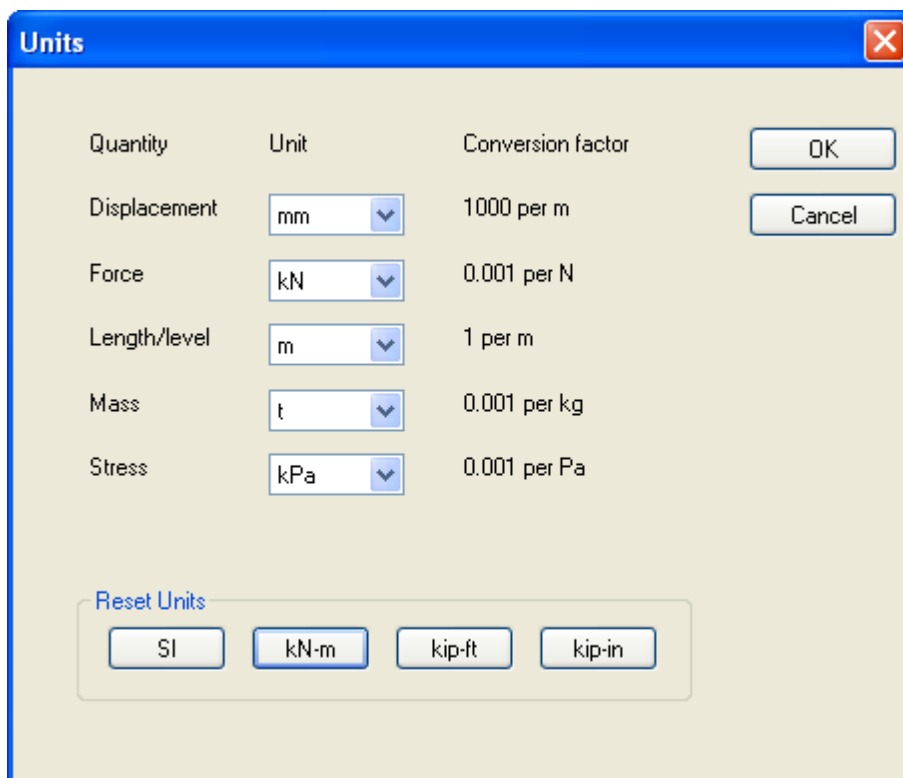 Units
Quantity Unit Conversion factor OK
Displacement mm 1000 per m Cancel
Force kN 0.001 per N
Length/level m 1 per m
Mass t 0.001 per kg
Stress kPa 0.001 per Pa
Reset Units
SI kN-m kip-ft kip-in